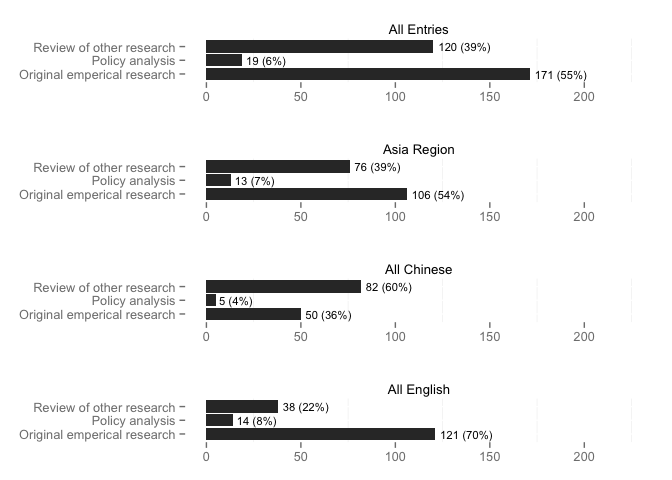 All Entries
Review of other research
120 (39%)
Policy analysis
19 (6%)
Original emperical research
171 (55%)
0 50 100 150 200
Asia Region
Review of other research
76 (39%)
Policy analysis
13 (7%)
Original emperical research
106 (54%)
0 50 100 150 200
All Chinese
Review of other research
82 (60%)
Policy analysis
5 (4%)
Original emperical research
50 (36%)
0 50 100 150 200
All English
Review of other research
38 (22%)
Policy analysis
14 (8%)
Original emperical research
121 (70%)
0 50 100 150 200